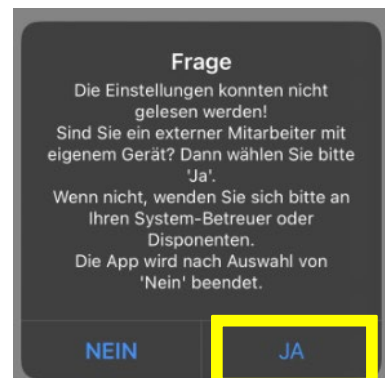 Frage
Die Einstellungen konnten nicht
gelesen werden!
Sind Sie ein externer Mitarbeiter mit
eigenem Gerät? Dann wählen Sie bitte
'Ja'.
Wenn nicht, wenden Sie sich bitte an
Ihren System-Betreuer oder
Disponenten.
Die App wird nach Auswahl von
'Nein' beendet.
NEIN JA